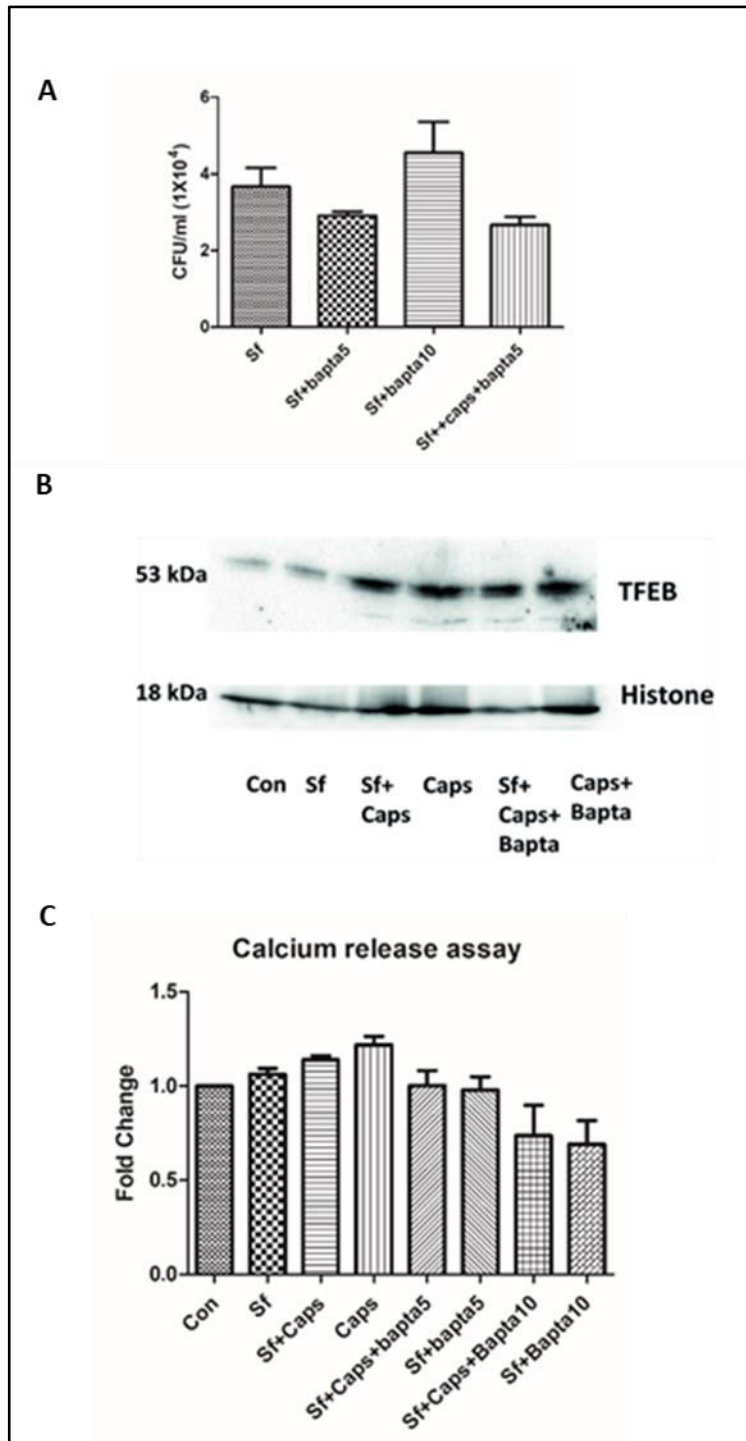 A
6
4
2
0
CFU/ml (1X10⁴)
Sf
Sf+bapta5
Sf+bapta10
Sf++caps+bapta5
B
53 kDa
TFEB
18 kDa
Histone
Con Sf Sf+ Caps Sf+ Caps+
Caps Caps+ Bapta
Bapta
C
Calcium release assay
1.5
1.0
0.5
0.0
Fold Change
Con
Sf
Sf+Caps
Caps
Sf+Caps+bapta5
Sf+bapta5
Sf+Caps+Bapta10
Sf+Bapta10